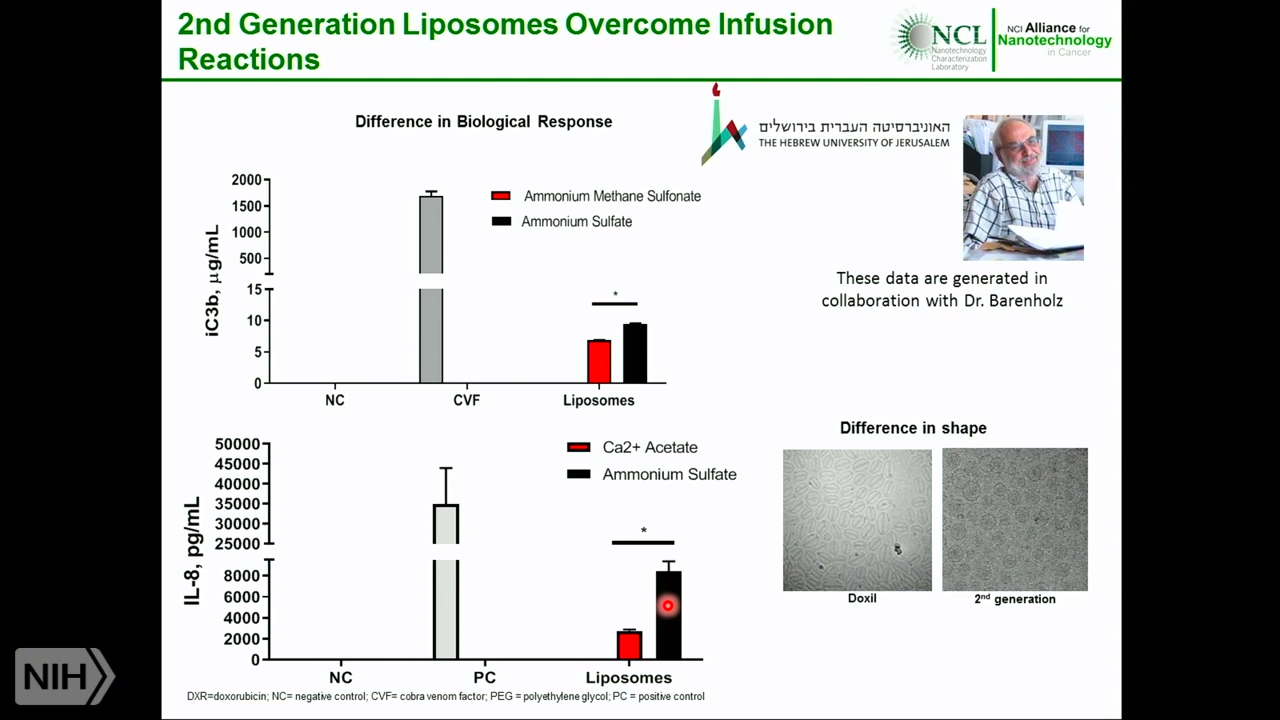 2nd Generation Liposomes Overcome Infusion
Reactions
NCL
Nanotechnology
Characterization
Laboratory
NCI Alliance for
Nanotechnology
in Cancer
Difference in Biological Response
האוניברסיטה העברית בירושלים
THE HEBREW UNIVERSITY OF JERUSALEM
These data are generated in
collaboration with Dr. Barenholz
iC3b, µg/mL
2000
1500
1000
500
15
10
5
0
Ammonium Methane Sulfonate
Ammonium Sulfate
*
NC CVF Liposomes
IL-8, pg/mL
50000
45000
40000
35000
30000
25000
8000
6000
4000
2000
0
Ca2+ Acetate
Ammonium Sulfate
*
NC PC Liposomes
Difference in shape
Doxil
2nd generation
DXR=doxorubicin; NC= negative control; CVF= cobra venom factor; PEG = polyethylene glycol; PC = positive control
NIH